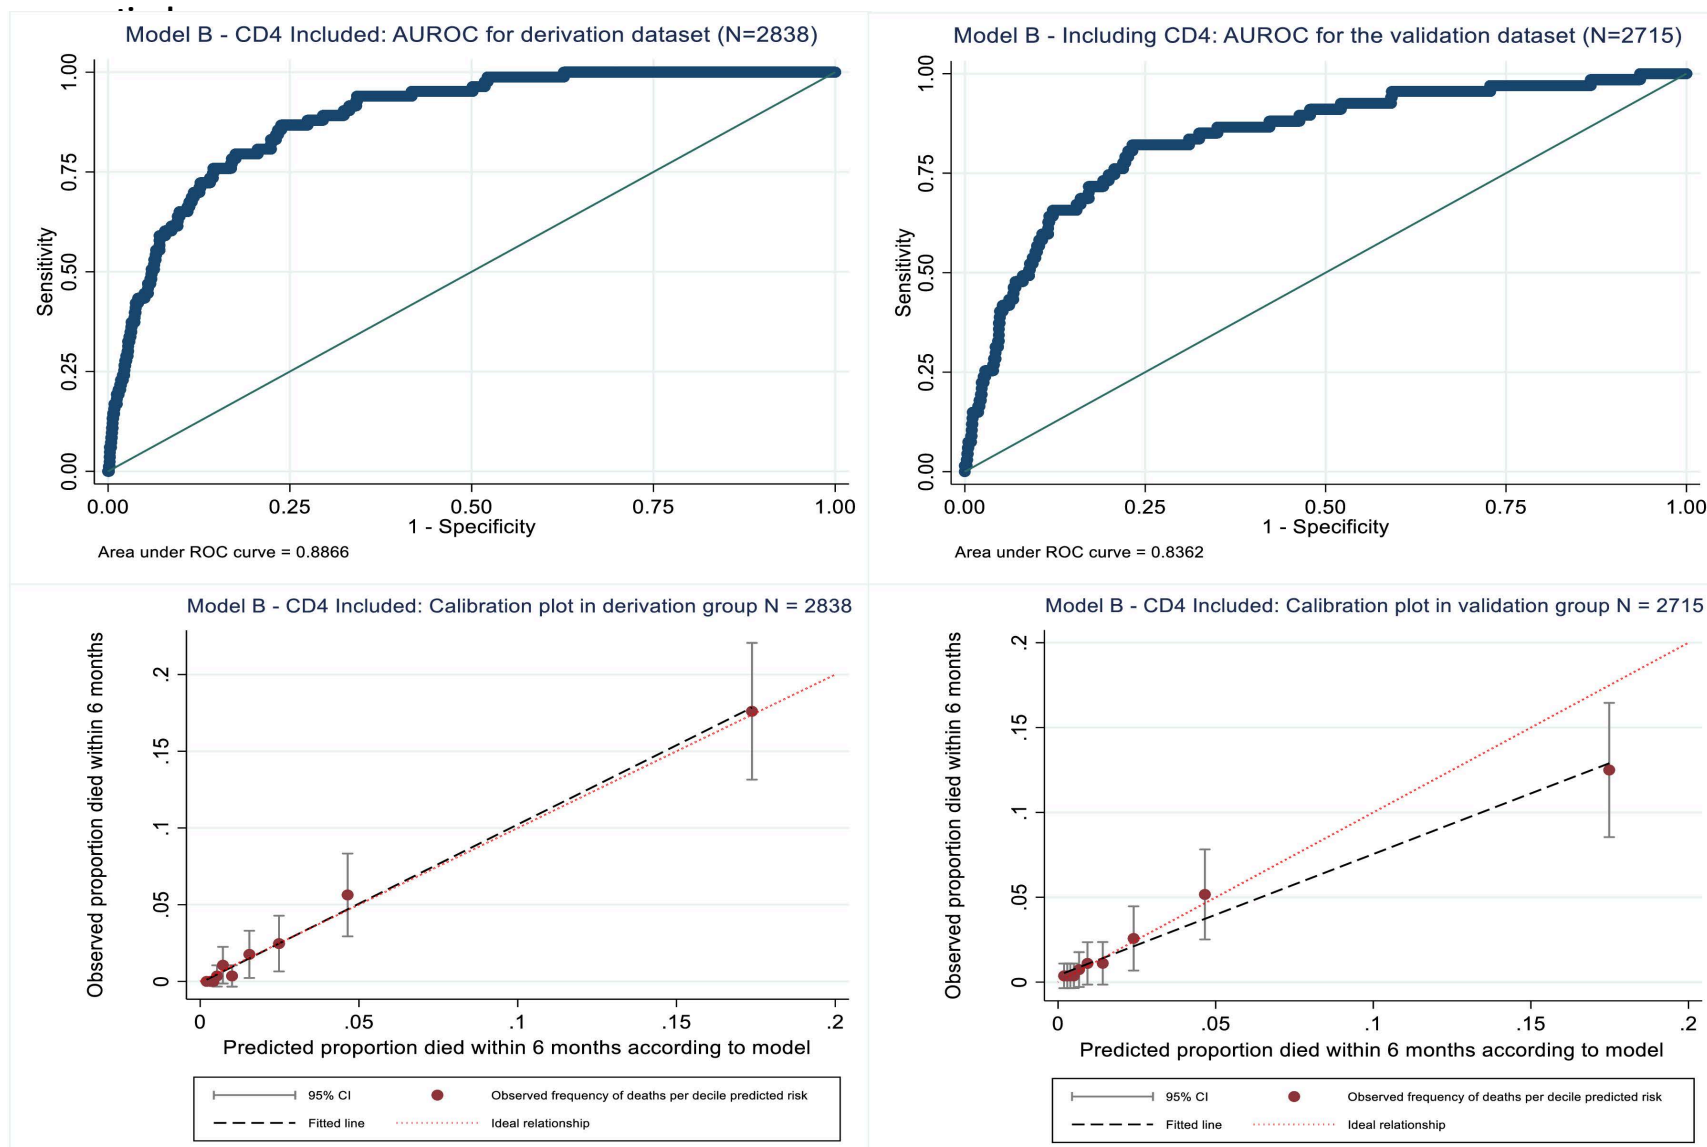 Model B - CD4 Included: AUROC for derivation dataset (N=2838)
Sensitivity
1.00
0.75
0.50
0.25
0.00
0.00 0.25 0.50 0.75 1.00
1 - Specificity
Area under ROC curve = 0.8866
Model B - Including CD4: AUROC for the validation dataset (N=2715)
Sensitivity
1.00
0.75
0.50
0.25
0.00
0.00 0.25 0.50 0.75 1.00
1 - Specificity
Area under ROC curve = 0.8362
Model B - CD4 Included: Calibration plot in derivation group N = 2838
Observed proportion died within 6 months
.2
.15
.1
.05
0
0 .05 .1 .15 .2
Predicted proportion died within 6 months according to model
95% CI Observed frequency of deaths per decile predicted risk
Fitted line Ideal relationship
Model B - CD4 Included: Calibration plot in validation group N = 2715
Observed proportion died within 6 months
.2
.15
.1
.05
0
0 .05 .1 .15 .2
Predicted proportion died within 6 months according to model
95% CI Observed frequency of deaths per decile predicted risk
Fitted line Ideal relationship